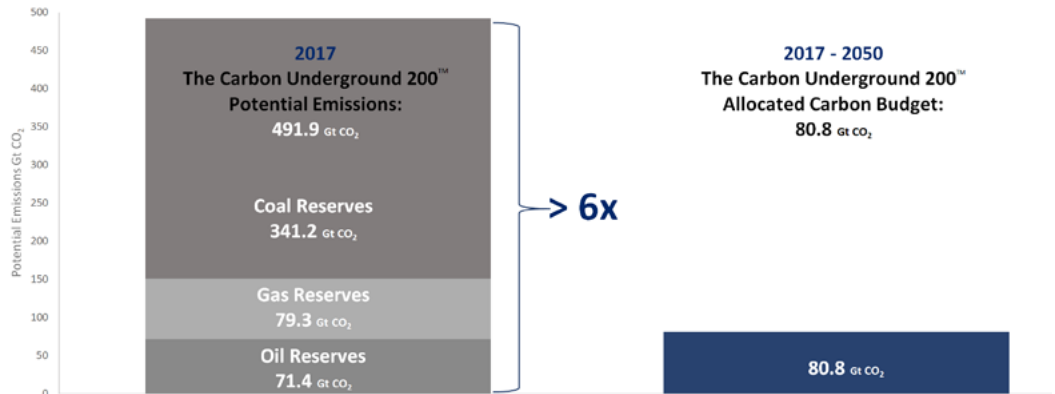 500
450
400
350
300
250
200
150
100
50
0
Potential Emissions Gt CO₂
2017
The Carbon Underground 200™
Potential Emissions:
491.9 Gt CO₂
Coal Reserves
341.2 Gt CO₂
Gas Reserves
79.3 Gt CO₂
Oil Reserves
71.4 Gt CO₂
> 6x
2017 - 2050
The Carbon Underground 200™
Allocated Carbon Budget:
80.8 Gt CO₂
80.8 Gt CO₂